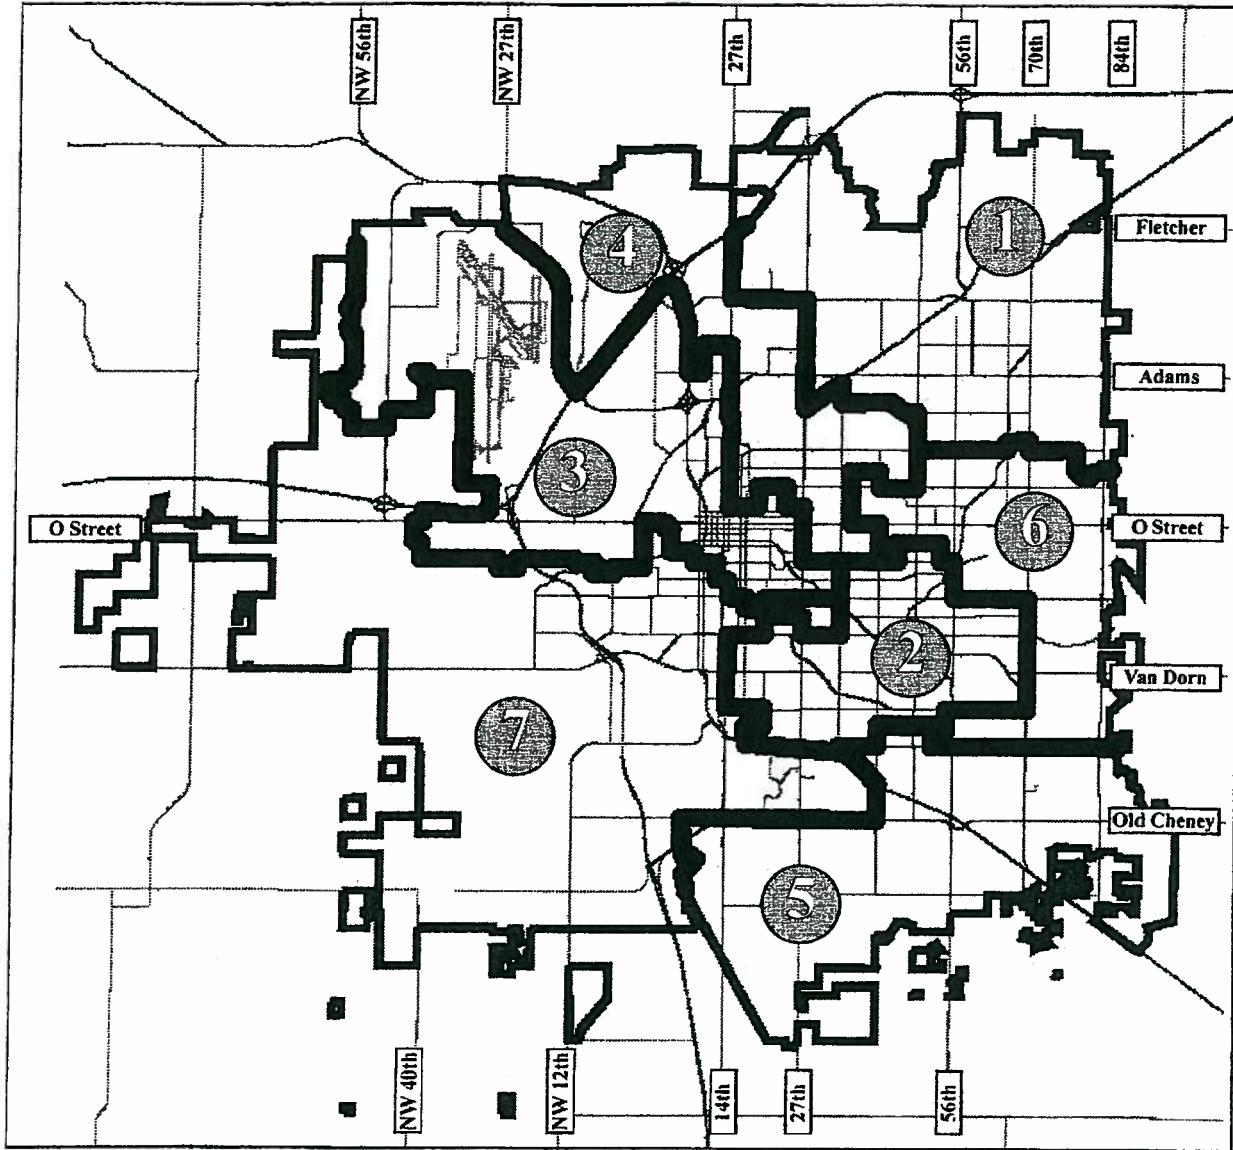 NW 56th
NW 27th
27th
56th
70th
84th
4
1
Fletcher
Adams
3
6
O Street
O Street
2
Van Dorn
7
Old Cheney
5
NW 40th
NW 12th
14th
27th
56th